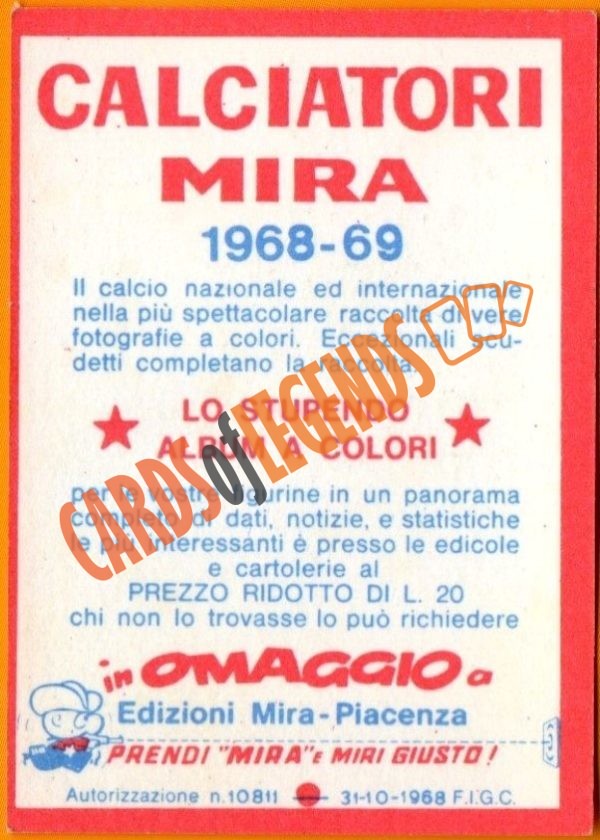 CALCIATORI
MIRA
1968-69
Il calcio nazionale ed internazionale
nella più spettacolare raccolta di vere
fotografie a colori. Eccezionali scu-
detti completano la raccolta.
LO STUPENDO
ALBUM A COLORI
per le vostre figurine in un panorama
completo di dati, notizie, e statistiche
le più interessanti è presso le edicole
e cartolerie al
PREZZO RIDOTTO DI L. 20
chi non lo trovasse lo può richiedere
in OMAGGIO a
Edizioni Mira-Piacenza
PRENDI "MIRA" E MIRI GIUSTO!
Autorizzazione n.10811 31-10-1968 F.I.G.C.
CARDS of LEGENDS